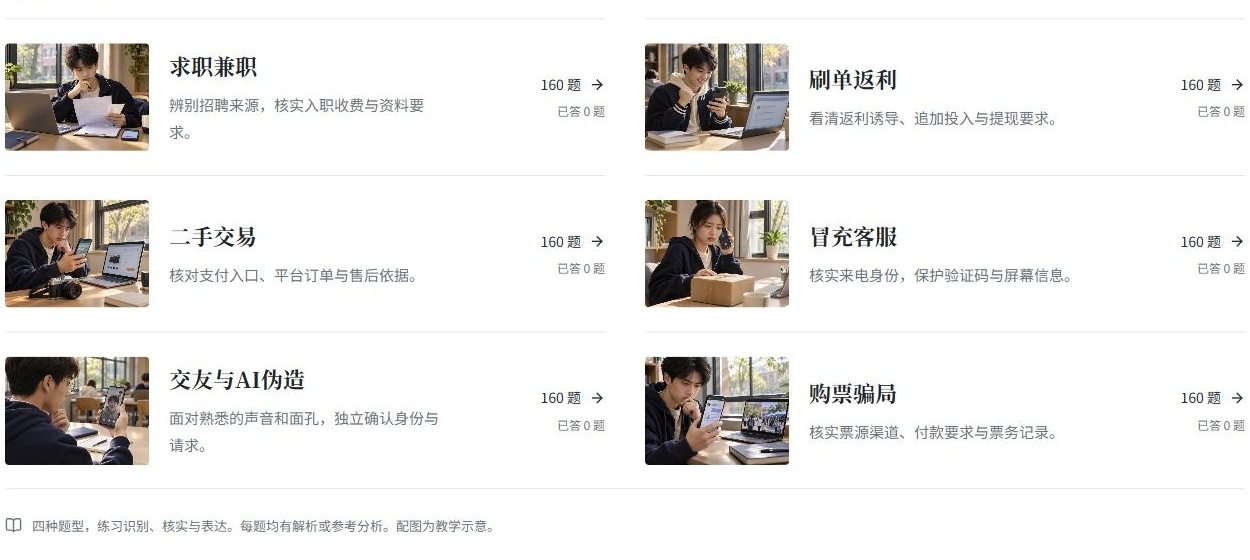 求职兼职
辨别招聘来源，核实入职收费与资料要
求。
160 题 →
已答 0 题
刷单返利
看清返利诱导、追加投入与提现要求。
160 题 →
已答 0 题
二手交易
核对支付入口、平台订单与售后依据。
160 题 →
已答 0 题
冒充客服
核实来电身份，保护验证码与屏幕信息。
160 题 →
已答 0 题
交友与AI伪造
面对熟悉的声音和面孔，独立确认身份与
请求。
160 题 →
已答 0 题
购票骗局
核实票源渠道、付款要求与票务记录。
160 题 →
已答 0 题
四种题型，练习识别、核实与表达。每题均有解析或参考分析。配图为教学示意。